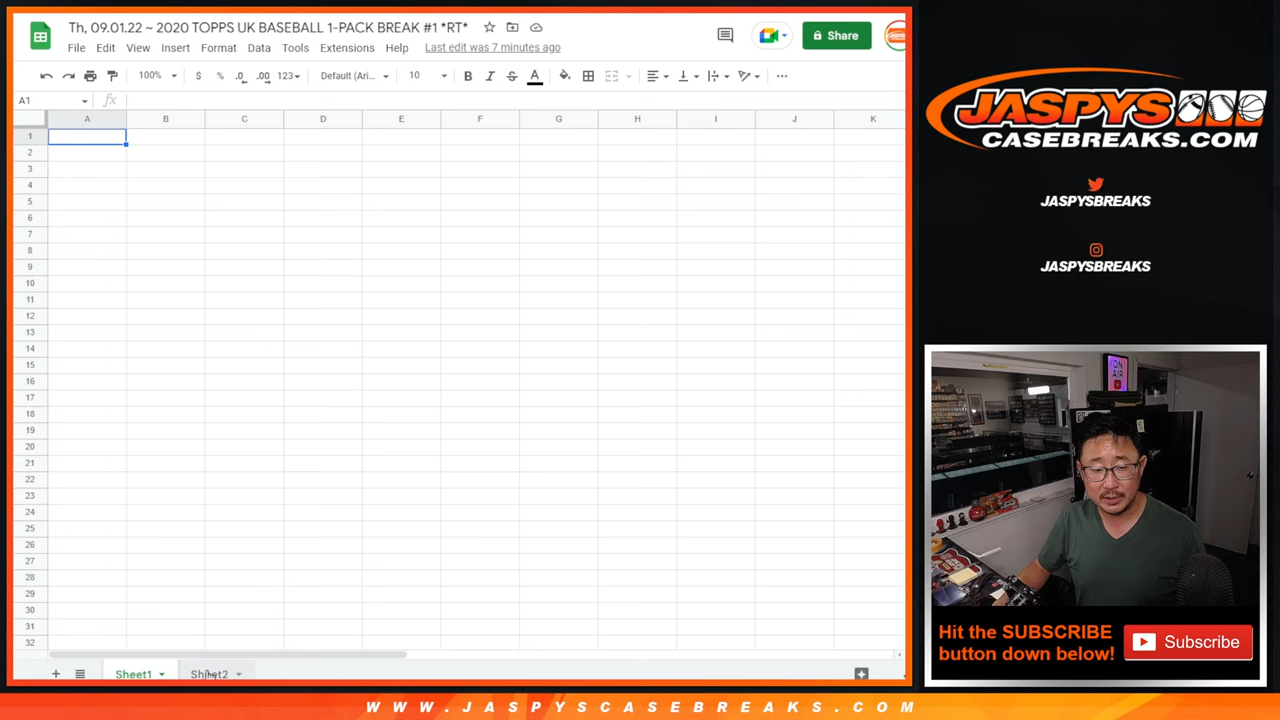 Th, 09.01.22 ~ 2020 TOPPS UK BASEBALL 1-PACK BREAK #1 *RT*
File Edit View Insert Format Data Tools Extensions Help Last edit was 7 minutes ago
Share
100% $ % .0 .00 123 Default (Ari... 10 B I S A
A1 fx
A B C D E F G H I J K
1
2
3
4
5
6
7
8
9
10
11
12
13
14
15
16
17
18
19
20
21
22
23
24
25
26
27
28
29
30
31
32
+ Sheet1 Sheet2
JASPYS
CASEBREAKS.COM
JASPYSBREAKS
JASPYSBREAKS
ON
AIR
Hit the SUBSCRIBE
button down below!
Subscribe
WWW.JASPYSCASEBREAKS.COM